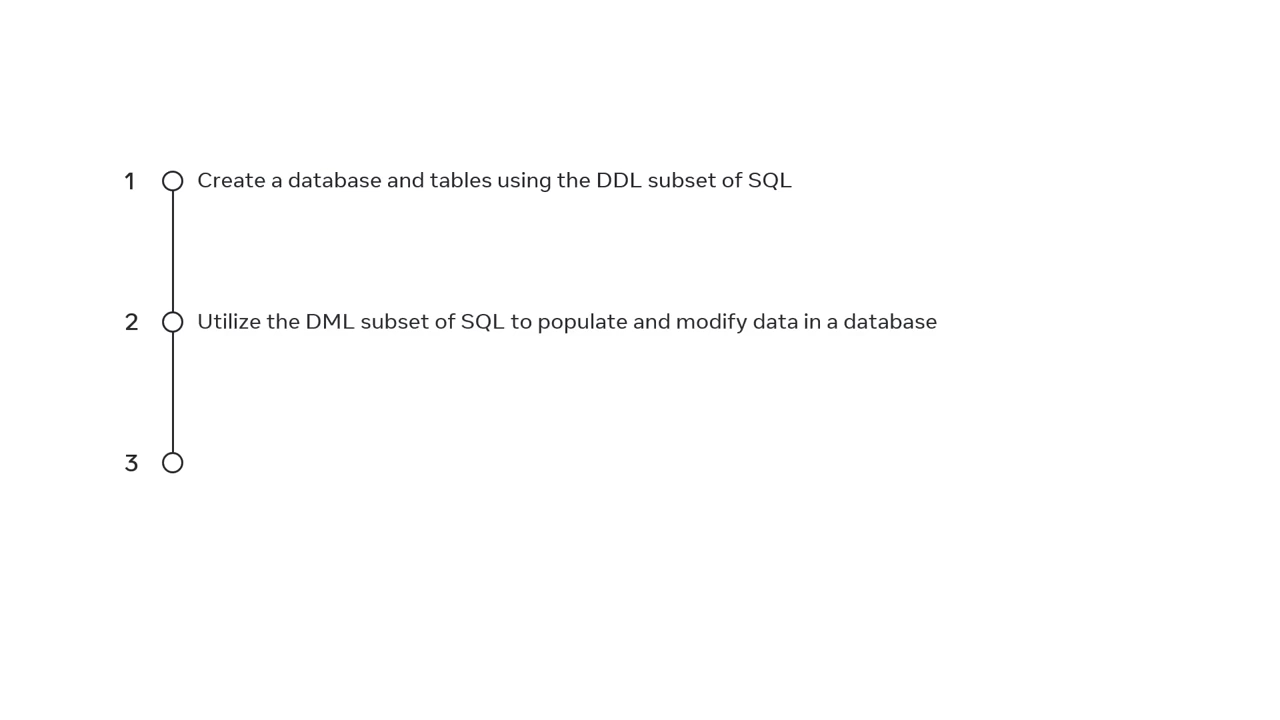 1 Create a database and tables using the DDL subset of SQL
2 Utilize the DML subset of SQL to populate and modify data in a database
3